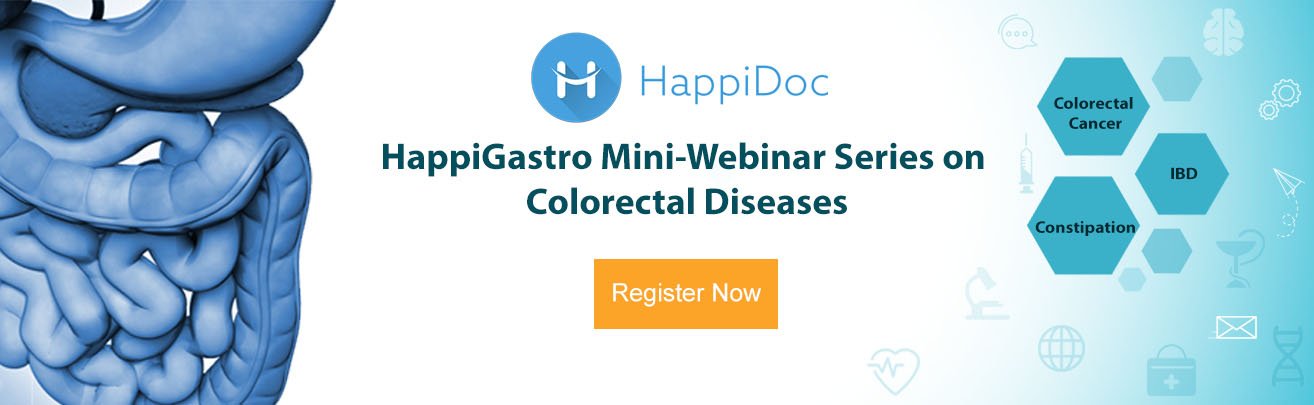 HappiDoc
HappiGastro Mini-Webinar Series on
Colorectal Diseases
Register Now
Colorectal
Cancer
IBD
Constipation